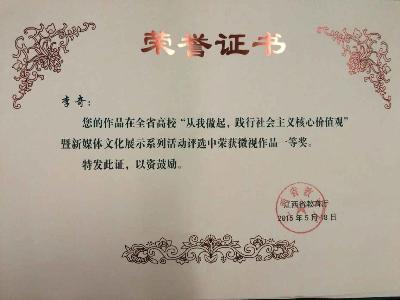 荣誉证书
李奇：
您的作品在全省高校“从我做起，践行社会主义核心价值观”
暨新媒体文化展示系列活动评选中荣获微视作品一等奖。
特发此证，以资鼓励。
江西省教育厅
2015年5月18日